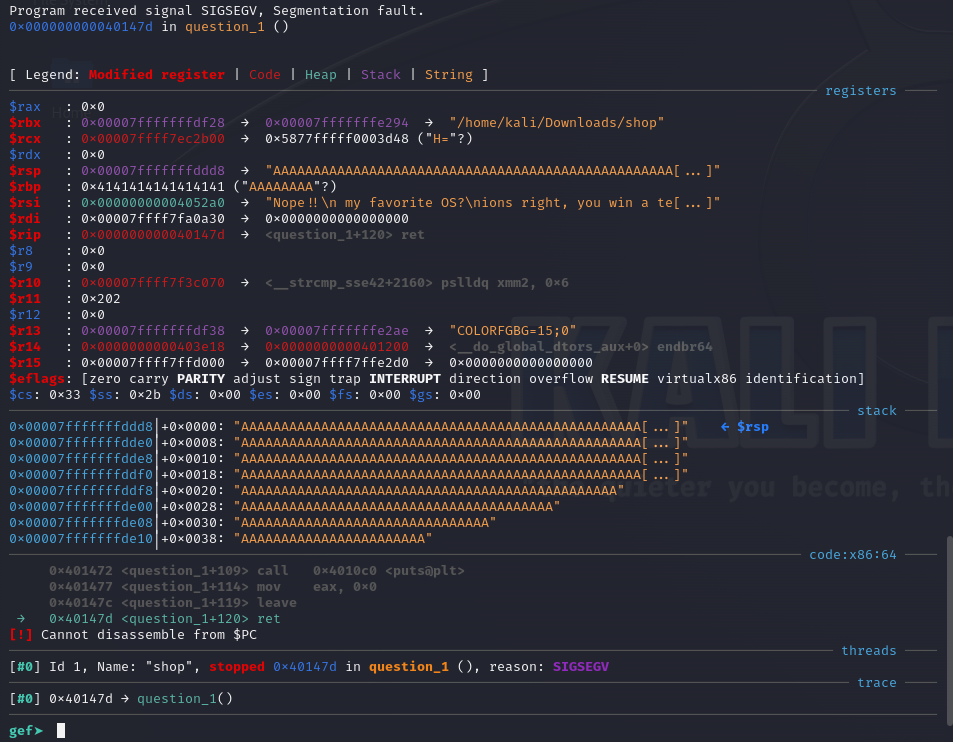 Program received signal SIGSEGV, Segmentation fault.
0×000000000040147d in question_1 ()
[ Legend: Modified register | Code | Heap | Stack | String ]
registers
$rax   : 0×0
$rbx   : 0×00007fffffffdf28  →  0×00007fffffffe294  →  "/home/kali/Downloads/shop"
$rcx   : 0×00007ffff7ec2b00  →  0×5877fffff0003d48 ("H="?)
$rdx   : 0×0
$rsp   : 0×00007fffffffddd8  →  "AAAAAAAAAAAAAAAAAAAAAAAAAAAAAAAAAAAAAAAAAAAAAAAAAA[...]"
$rbp   : 0×4141414141414141 ("AAAAAAAA"?)
$rsi   : 0×00000000004052a0  →  "Nope!!\n my favorite OS?\nions right, you win a te[...]"
$rdi   : 0×00007ffff7fa0a30  →  0×0000000000000000
$rip   : 0×000000000040147d  →  <question_1+120> ret
$r8    : 0×0
$r9    : 0×0
$r10   : 0×00007ffff7f3c070  →  <__strcmp_sse42+2160> pslldq xmm2, 0×6
$r11   : 0×202
$r12   : 0×0
$r13   : 0×00007fffffffdf38  →  0×00007fffffffe2ae  →  "COLORFGBG=15;0"
$r14   : 0×0000000000403e18  →  0×0000000000401200  →  <__do_global_dtors_aux+0> endbr64
$r15   : 0×00007ffff7ffd000  →  0×00007ffff7ffe2d0  →  0×0000000000000000
$eflags: [zero carry PARITY adjust sign trap INTERRUPT direction overflow RESUME virtualx86 identification]
$cs: 0×33 $ss: 0×2b $ds: 0×00 $es: 0×00 $fs: 0×00 $gs: 0×00
stack
0×00007fffffffddd8│+0×0000: "AAAAAAAAAAAAAAAAAAAAAAAAAAAAAAAAAAAAAAAAAAAAAAAAAA[...]"    ← $rsp
0×00007fffffffdde0│+0×0008: "AAAAAAAAAAAAAAAAAAAAAAAAAAAAAAAAAAAAAAAAAAAAAAAAAA[...]"
0×00007fffffffdde8│+0×0010: "AAAAAAAAAAAAAAAAAAAAAAAAAAAAAAAAAAAAAAAAAAAAAAAAAA[...]"
0×00007fffffffddf0│+0×0018: "AAAAAAAAAAAAAAAAAAAAAAAAAAAAAAAAAAAAAAAAAAAAAAAAAA[...]"
0×00007fffffffddf8│+0×0020: "AAAAAAAAAAAAAAAAAAAAAAAAAAAAAAAAAAAAAAAAAAAAAAA"
0×00007fffffffde00│+0×0028: "AAAAAAAAAAAAAAAAAAAAAAAAAAAAAAAAAAAAAAA"
0×00007fffffffde08│+0×0030: "AAAAAAAAAAAAAAAAAAAAAAAAAAAAAAA"
0×00007fffffffde10│+0×0038: "AAAAAAAAAAAAAAAAAAAAAAA"
code:x86:64
0×401472 <question_1+109> call   0×4010c0 <puts@plt>
0×401477 <question_1+114> mov    eax, 0×0
0×40147c <question_1+119> leave
→   0×40147d <question_1+120> ret
[!] Cannot disassemble from $PC
threads
[#0] Id 1, Name: "shop", stopped 0×40147d in question_1 (), reason: SIGSEGV
trace
[#0] 0×40147d → question_1()
gef➤
KALI